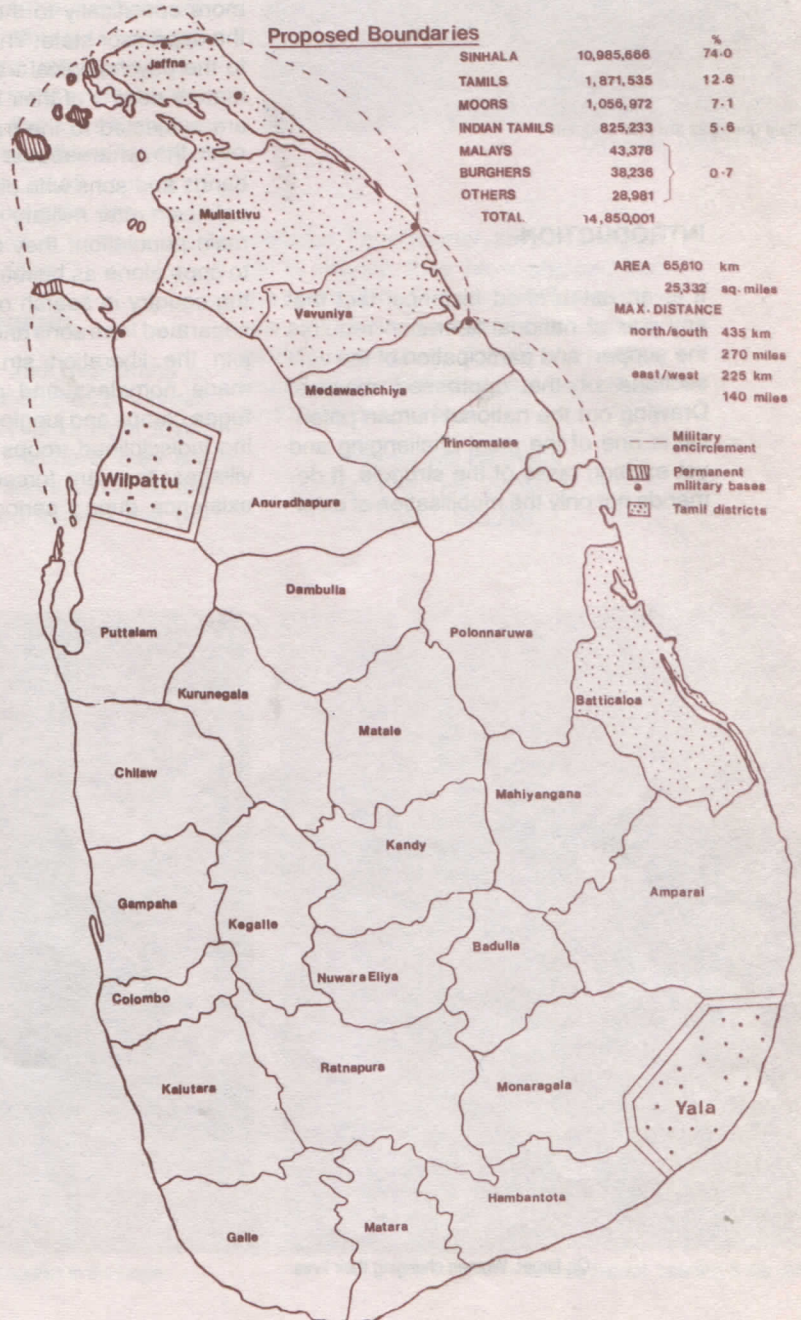 Proposed Boundaries
%
SINHALA 10,985,666 74·0
TAMILS 1,871,535 12·6
MOORS 1,056,972 7·1
INDIAN TAMILS 825,233 5·6
MALAYS 43,378
BURGHERS 38,236 0·7
OTHERS 28,981
TOTAL 14,850,001
AREA 65,610 km
25,332 sq. miles
MAX. DISTANCE
north/south 435 km
270 miles
east/west 225 km
140 miles
Military
encirclement
Permanent
military bases
Tamil districts
Jaffna
Mullaitivu
Vavuniya
Medawachchiya
Trincomalee
Wilpattu
Anuradhapura
Dambulla
Puttalam
Polonnaruwa
Kurunegala
Batticaloa
Matale
Chilaw
Mahiyangana
Kandy
Amparai
Gampaha
Kegalle
Badulla
Nuwara Eliya
Colombo
Ratnapura
Kalutara
Monaragala
Yala
Hambantota
Galle
Matara